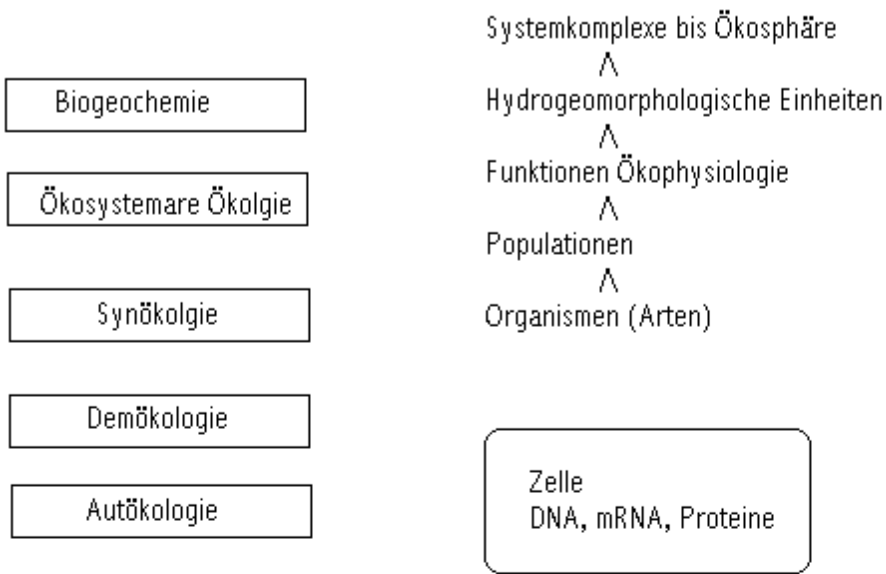 Biogeochemie
Ökosystemare Ökolgie
Synökolgie
Demökologie
Autökologie
Systemkomplexe bis Ökosphäre
Hydrogeomorphologische Einheiten
Funktionen Ökophysiologie
Populationen
Organismen (Arten)
Zelle
DNA, mRNA, Proteine